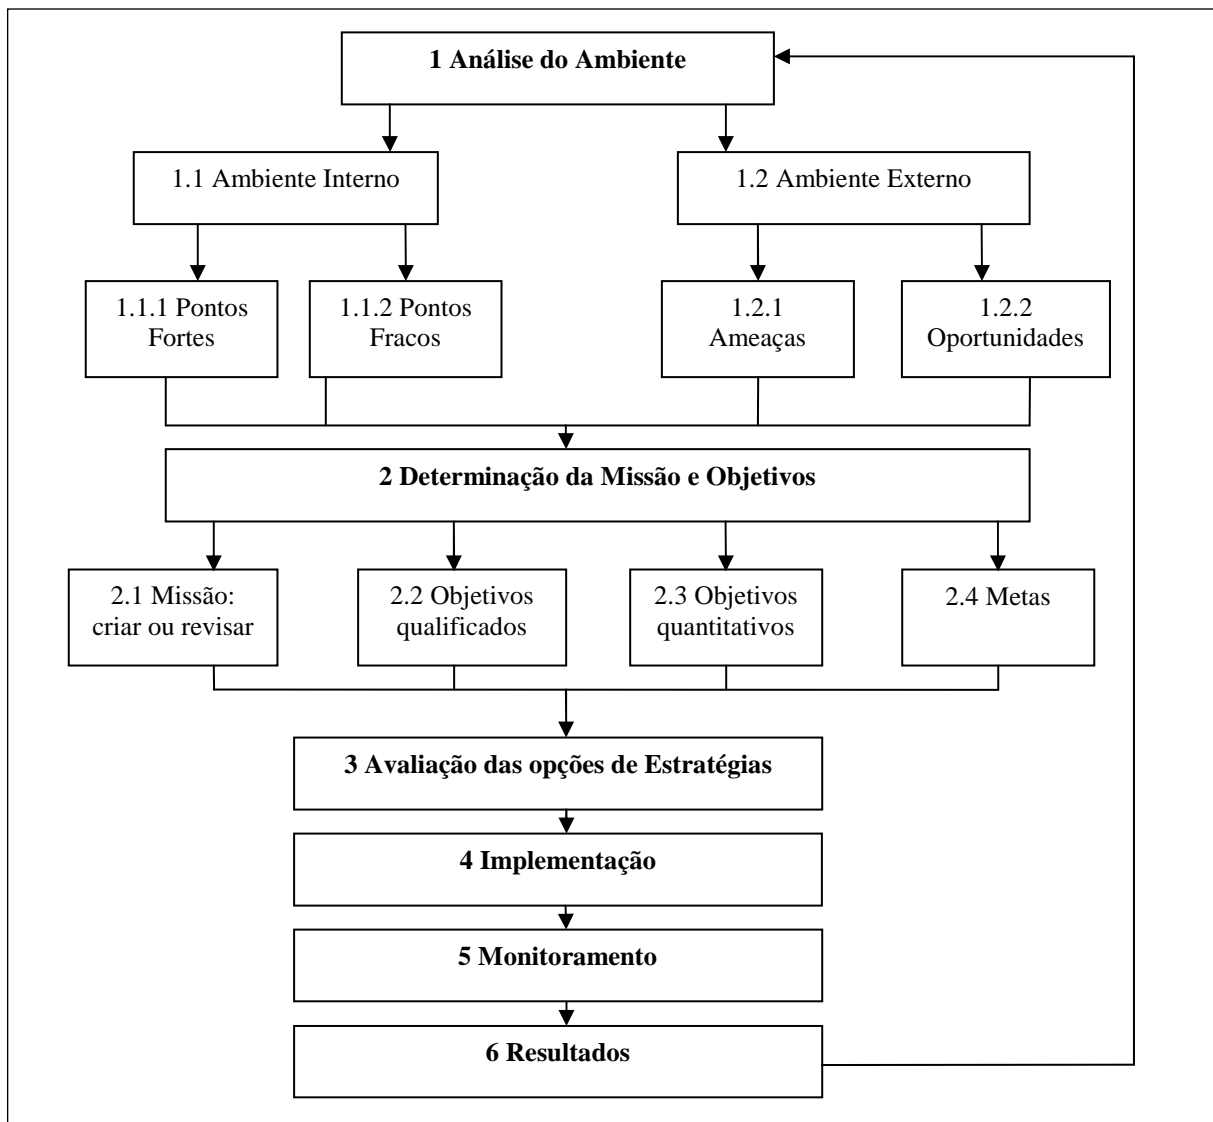 1 Análise do Ambiente
1.1 Ambiente Interno
1.2 Ambiente Externo
1.1.1 Pontos
Fortes
1.1.2 Pontos
Fracos
1.2.1
Ameaças
1.2.2
Oportunidades
2 Determinação da Missão e Objetivos
2.1 Missão:
criar ou revisar
2.2 Objetivos
qualificados
2.3 Objetivos
quantitativos
2.4 Metas
3 Avaliação das opções de Estratégias
4 Implementação
5 Monitoramento
6 Resultados